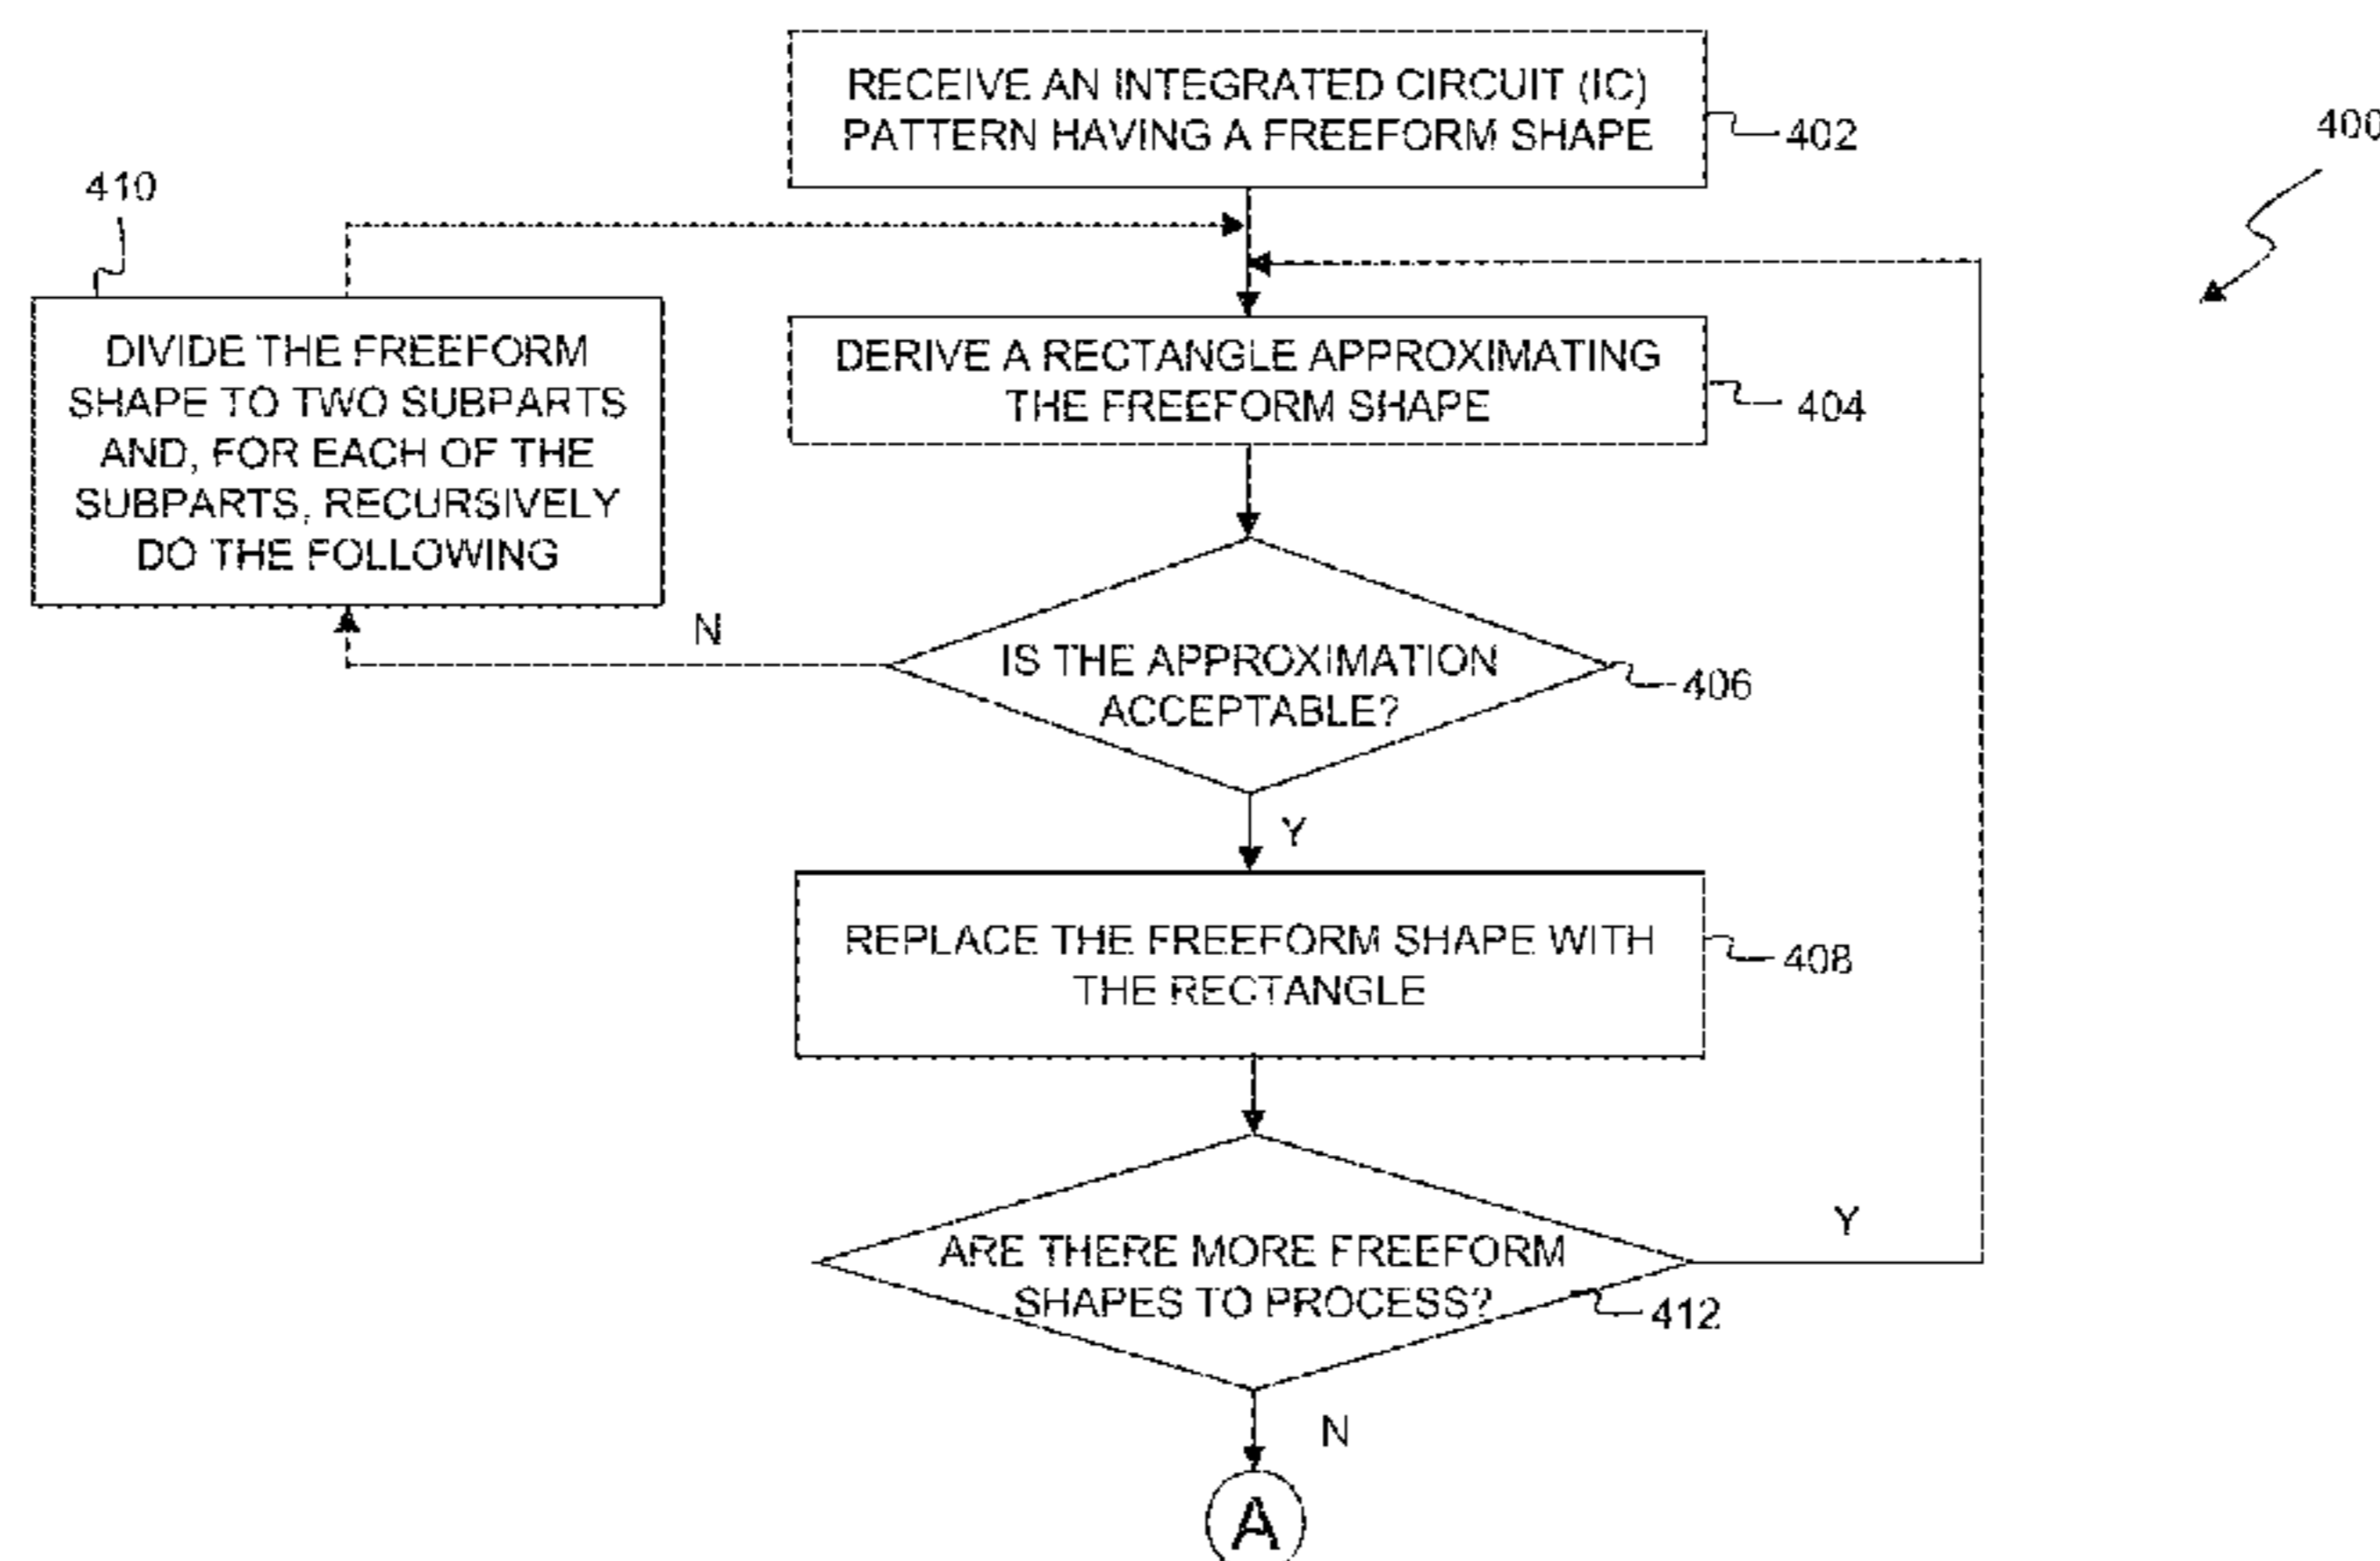 RECEIVE AN INTEGRATED CIRCUIT (IC)
PATTERN HAVING A FREEFORM SHAPE
402
400
410
DIVIDE THE FREEFORM
SHAPE TO TWO SUBPARTS
AND, FOR EACH OF THE
SUBPARTS, RECURSIVELY
DO THE FOLLOWING
DERIVE A RECTANGLE APPROXIMATING
THE FREEFORM SHAPE
404
N
IS THE APPROXIMATION
ACCEPTABLE?
406
Y
REPLACE THE FREEFORM SHAPE WITH
THE RECTANGLE
408
ARE THERE MORE FREEFORM
SHAPES TO PROCESS?
412
Y
N
A